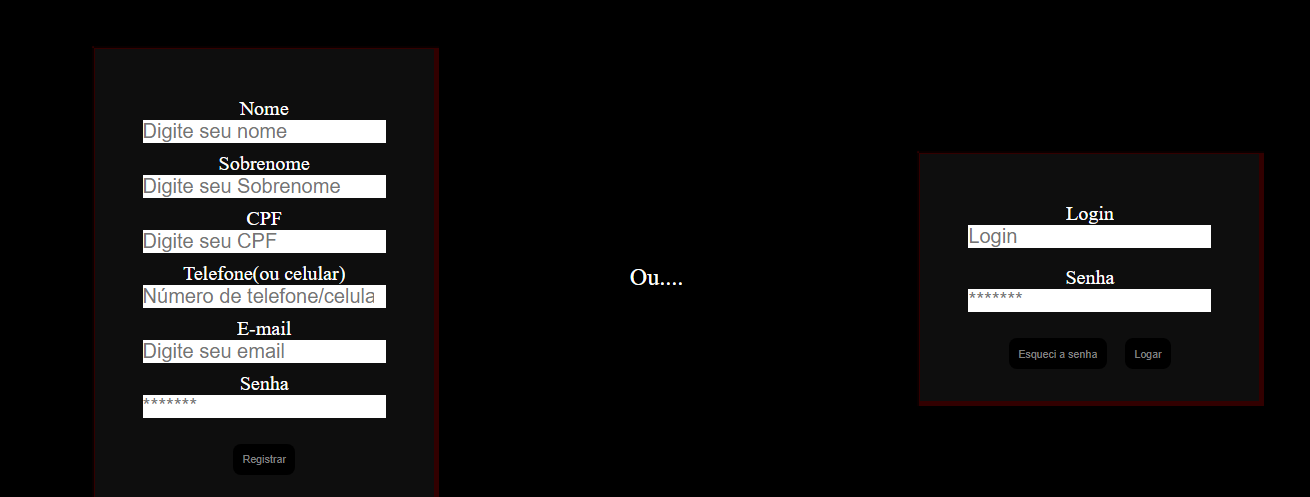 Nome
Digite seu nome
Sobrenome
Digite seu Sobrenome
CPF
Digite seu CPF
Telefone(ou celular)
Número de telefone/celula
E-mail
Digite seu email
Senha
*******
Registrar
Ou....
Login
Login
Senha
*******
Esqueci a senha Logar